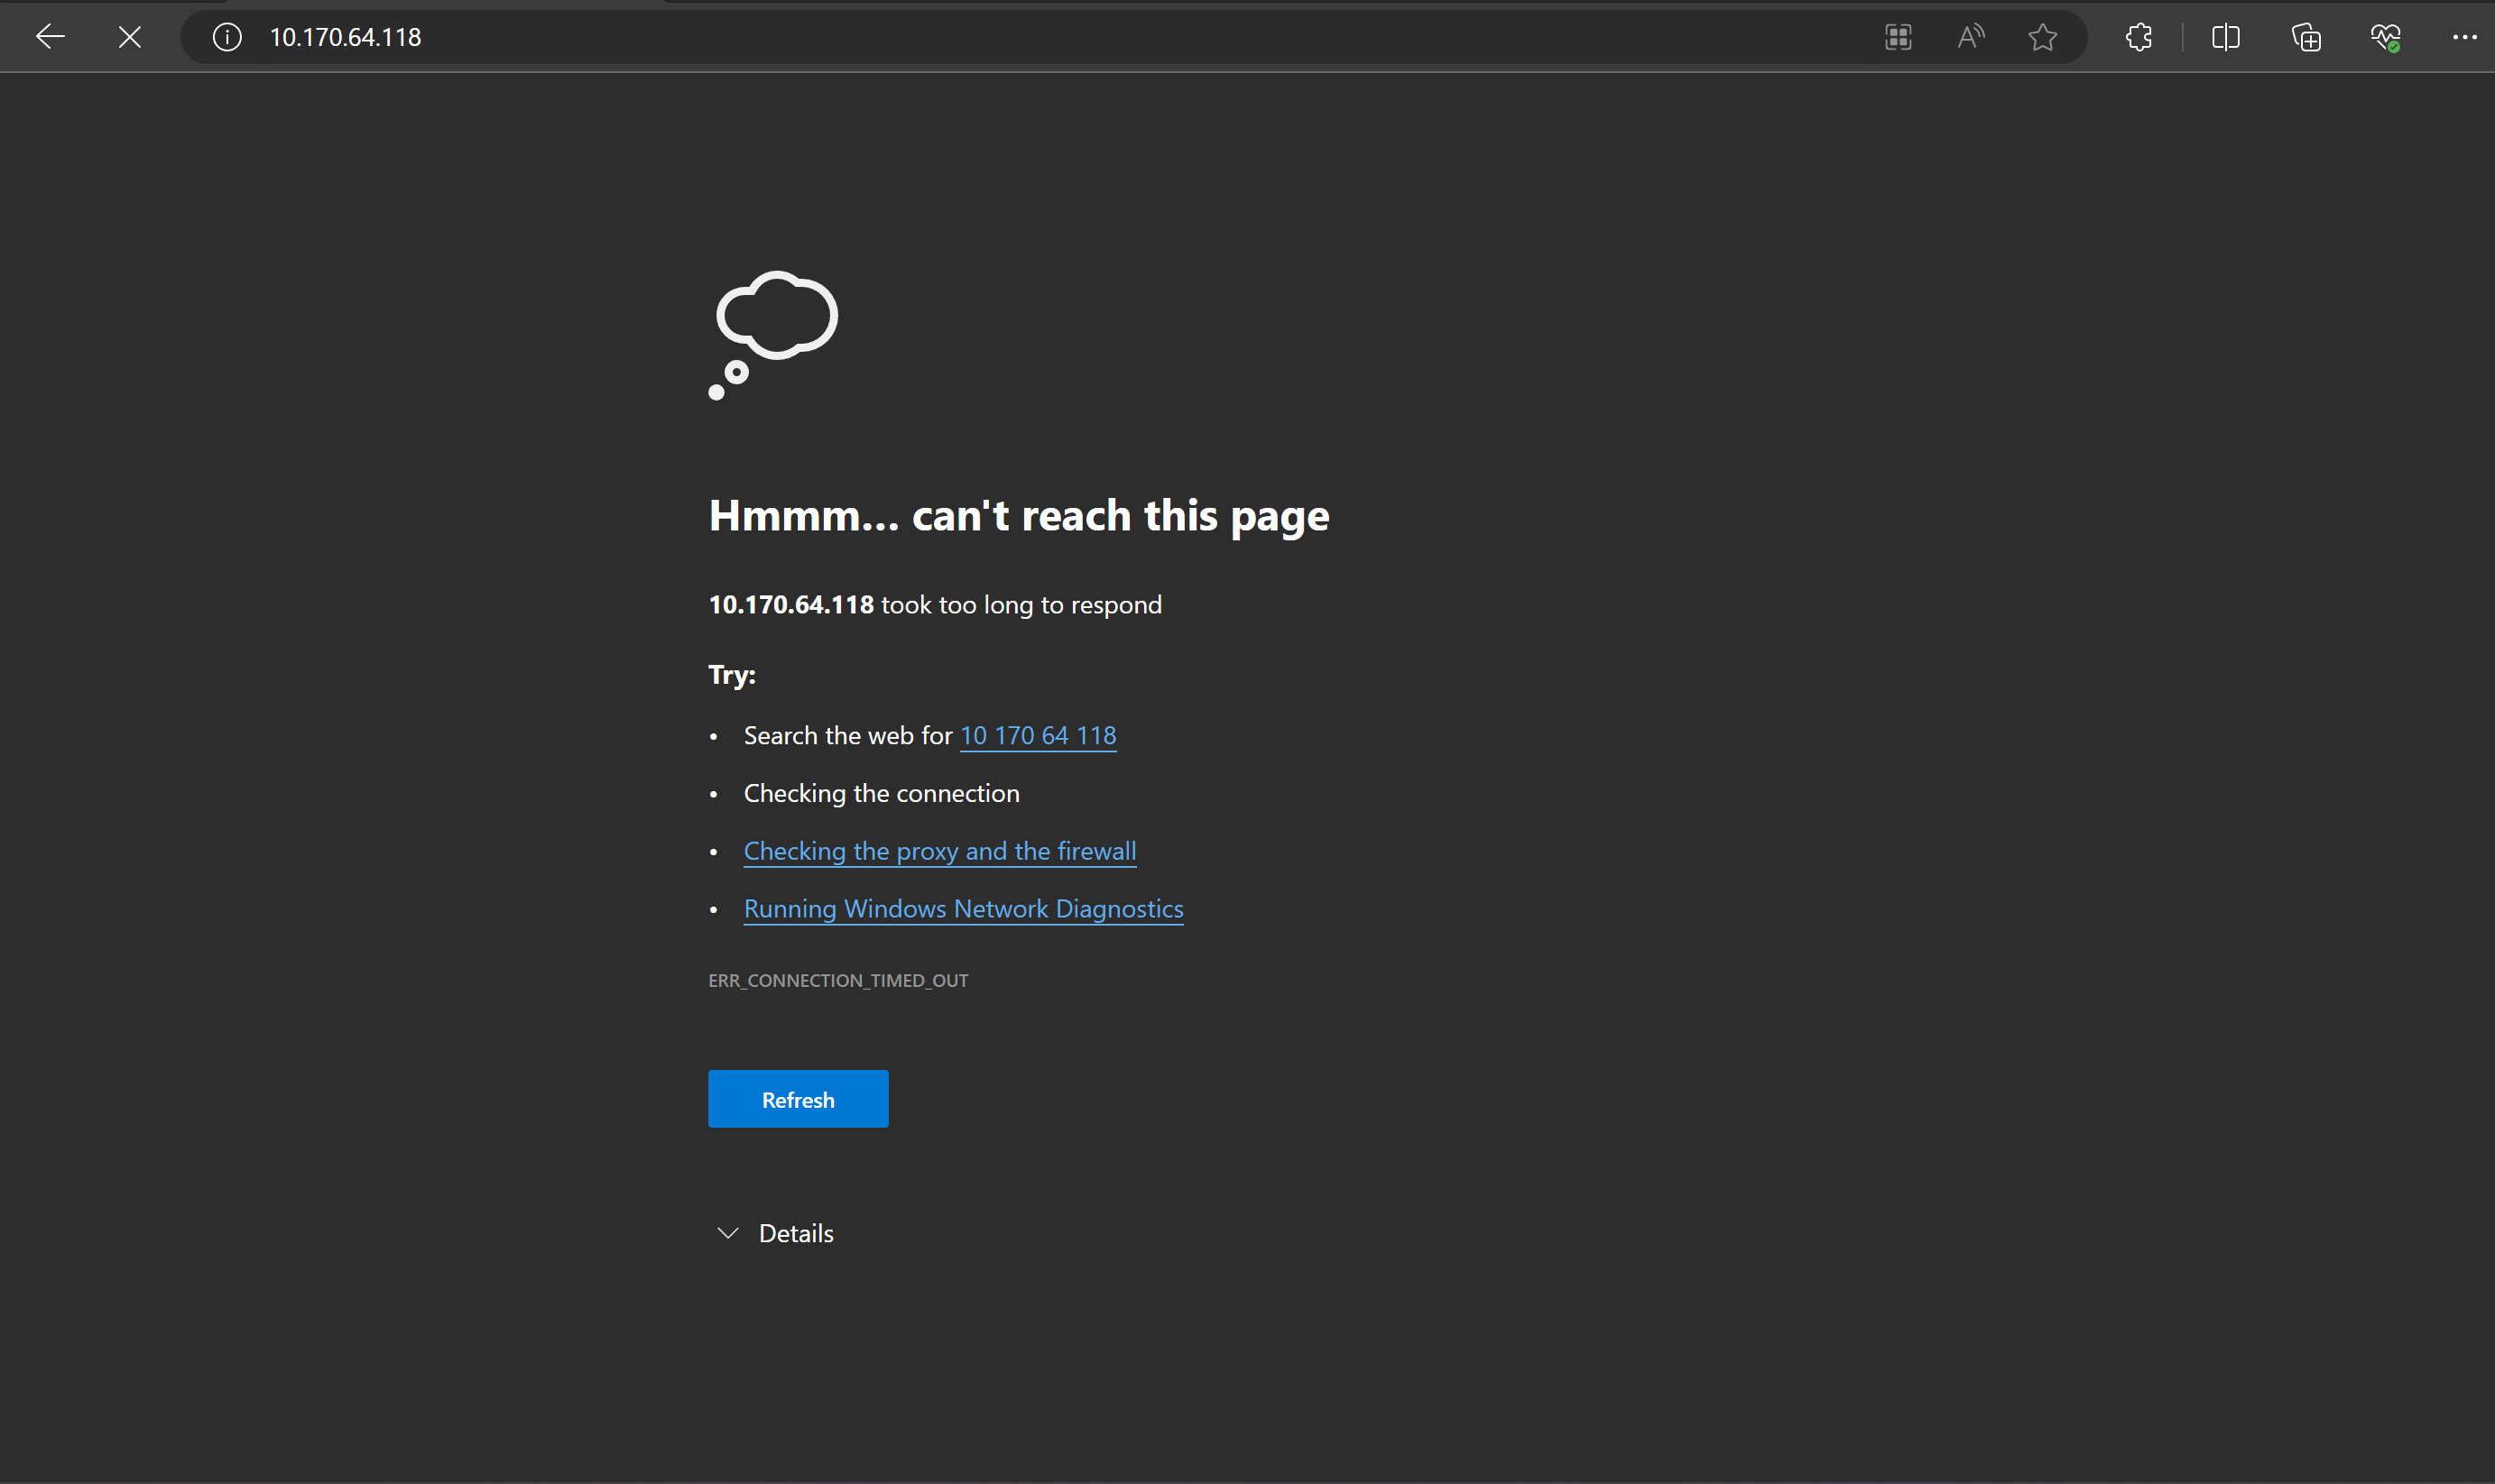 10.170.64.118
Hmmm... can't reach this page
10.170.64.118 took too long to respond
Try:
• Search the web for 10 170 64 118
• Checking the connection
• Checking the proxy and the firewall
• Running Windows Network Diagnostics
ERR_CONNECTION_TIMED_OUT
Refresh
Details